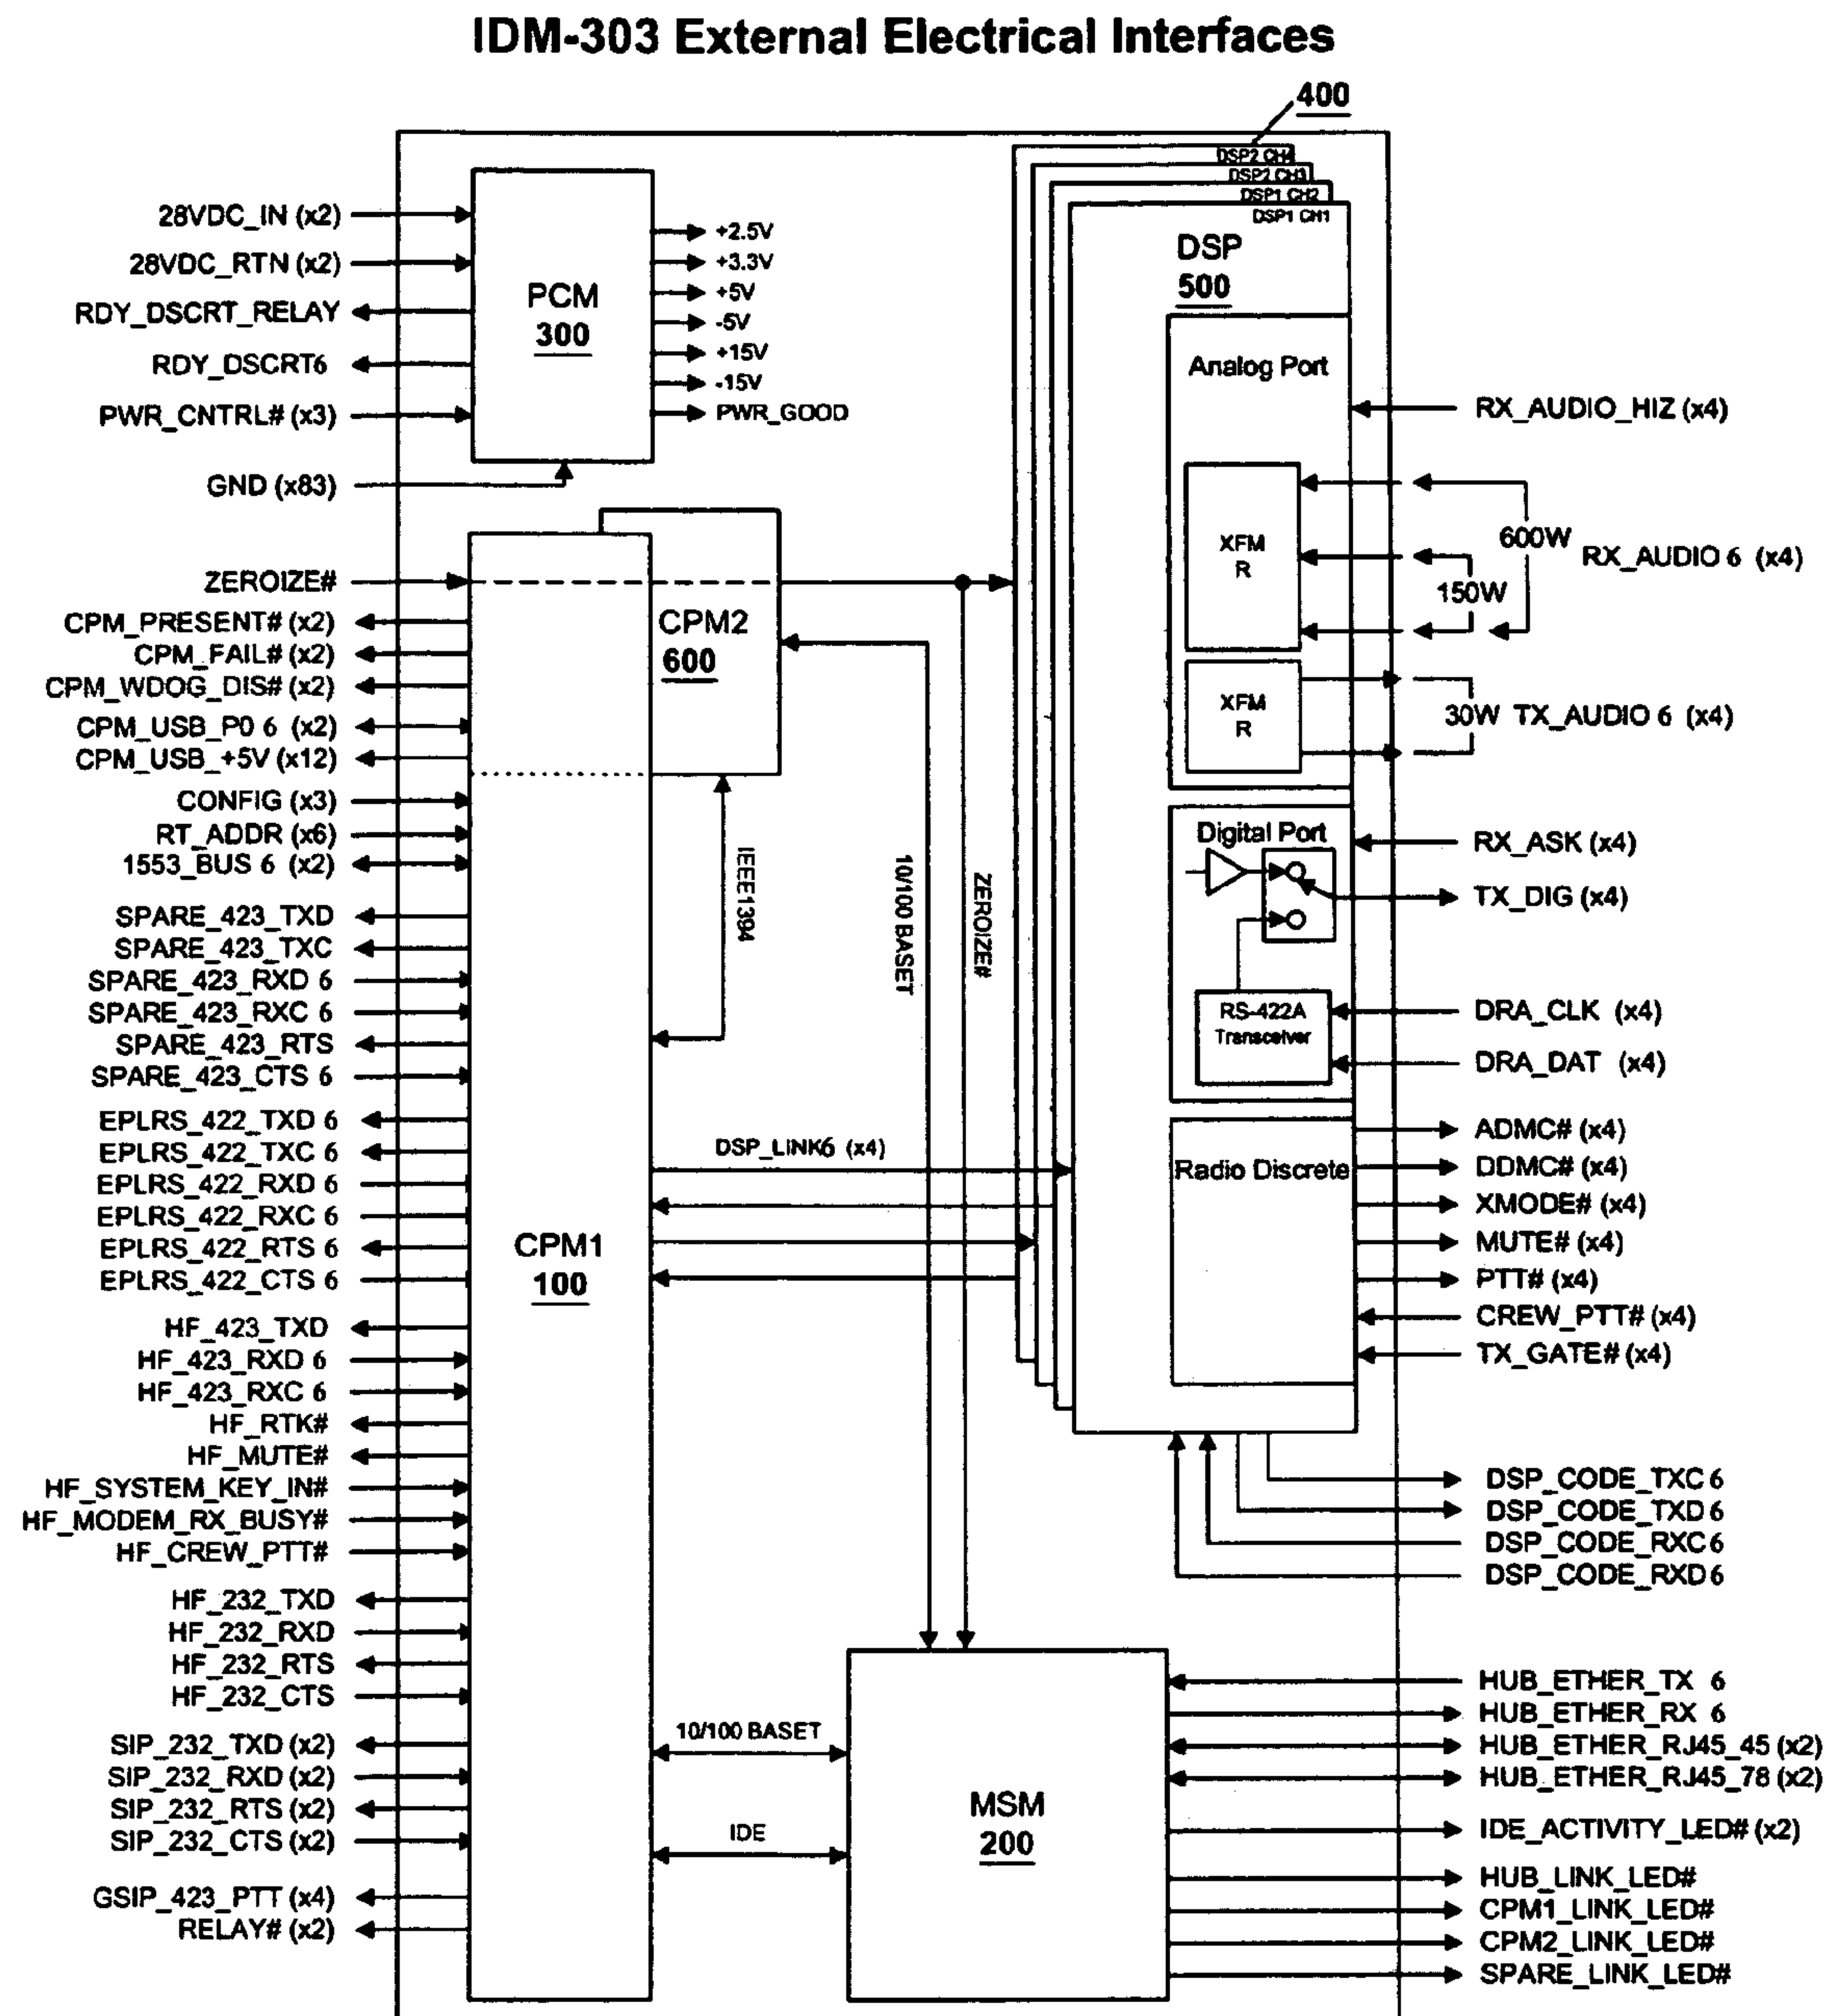 IDM-303 External Electrical Interfaces
400
DSP2 CH4
DSP2 CH3
DSP1 CH2
DSP1 CH1
28VDC_IN (x2)
28VDC_RTN (x2)
RDY_DSCRT_RELAY
RDY_DSCRT6
PWR_CNTRL# (x3)
GND (x83)
PCM
300
+2.5V
+3.3V
+5V
-5V
+15V
-15V
PWR_GOOD
ZEROIZE#
CPM_PRESENT# (x2)
CPM_FAIL# (x2)
CPM_WDOG_DIS# (x2)
CPM_USB_P0 6 (x2)
CPM_USB_+5V (x12)
CONFIG (x3)
RT_ADDR (x6)
1553_BUS 6 (x2)
SPARE_423_TXD
SPARE_423_TXC
SPARE_423_RXD 6
SPARE_423_RXC 6
SPARE_423_RTS
SPARE_423_CTS 6
EPLRS_422_TXD 6
EPLRS_422_TXC 6
EPLRS_422_RXD 6
EPLRS_422_RXC 6
EPLRS_422_RTS 6
EPLRS_422_CTS 6
HF_423_TXD
HF_423_RXD 6
HF_423_RXC 6
HF_RTK#
HF_MUTE#
HF_SYSTEM_KEY_IN#
HF_MODEM_RX_BUSY#
HF_CREW_PTT#
HF_232_TXD
HF_232_RXD
HF_232_RTS
HF_232_CTS
SIP_232_TXD (x2)
SIP_232_RXD (x2)
SIP_232_RTS (x2)
SIP_232_CTS (x2)
GSIP_423_PTT (x4)
RELAY# (x2)
CPM2
600
CPM1
100
IEEE1394
10/100 BASET
ZEROIZE#
DSP_LINK6 (x4)
10/100 BASET
IDE
MSM
200
DSP
500
Analog Port
XFM
R
XFM
R
Digital Port
RS-422A
Transceiver
Radio Discrete
RX_AUDIO_HIZ (x4)
600W
RX_AUDIO 6 (x4)
150W
30W TX_AUDIO 6 (x4)
RX_ASK (x4)
TX_DIG (x4)
DRA_CLK (x4)
DRA_DAT (x4)
ADMC# (x4)
DDMC# (x4)
XMODE# (x4)
MUTE# (x4)
PTT# (x4)
CREW_PTT# (x4)
TX_GATE# (x4)
DSP_CODE_TXC 6
DSP_CODE_TXD 6
DSP_CODE_RXC 6
DSP_CODE_RXD 6
HUB_ETHER_TX 6
HUB_ETHER_RX 6
HUB_ETHER_RJ45_45 (x2)
HUB_ETHER_RJ45_78 (x2)
IDE_ACTIVITY_LED# (x2)
HUB_LINK_LED#
CPM1_LINK_LED#
CPM2_LINK_LED#
SPARE_LINK_LED#